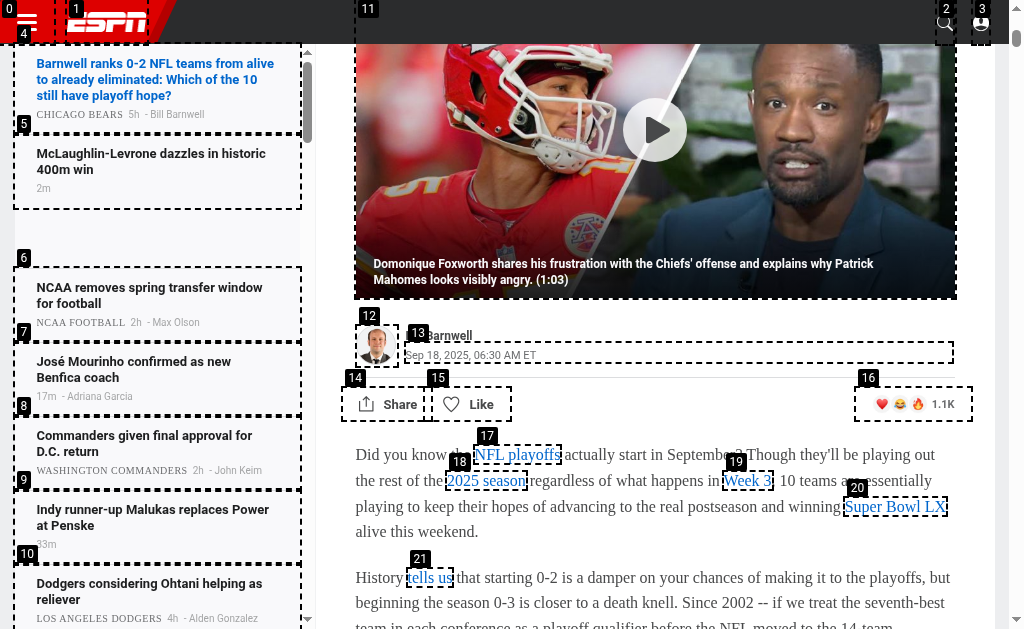 0
1
ESPN
11
2
3
4
Barnwell ranks 0-2 NFL teams from alive
to already eliminated: Which of the 10
still have playoff hope?
CHICAGO BEARS 5h - Bill Barnwell
5
McLaughlin-Levrone dazzles in historic
400m win
2m
6
NCAA removes spring transfer window
for football
NCAA FOOTBALL 2h - Max Olson
7
José Mourinho confirmed as new
Benfica coach
17m - Adriana Garcia
8
Commanders given final approval for
D.C. return
WASHINGTON COMMANDERS 2h - John Keim
9
Indy runner-up Malukas replaces Power
at Penske
33m
10
Dodgers considering Ohtani helping as
reliever
LOS ANGELES DODGERS 4h - Alden Gonzalez
Domonique Foxworth shares his frustration with the Chiefs' offense and explains why Patrick
Mahomes looks visibly angry. (1:03)
12
13
Barnwell
Sep 18, 2025, 06:30 AM ET
14
15
16
Share
Like
1.1K
17
Did you know the NFL playoffs actually start in September? Though they'll be playing out
18
19
the rest of the 2025 season regardless of what happens in Week 3, 10 teams are essentially
20
playing to keep their hopes of advancing to the real postseason and winning Super Bowl LX
alive this weekend.
21
History tells us that starting 0-2 is a damper on your chances of making it to the playoffs, but
beginning the season 0-3 is closer to a death knell. Since 2002 -- if we treat the seventh-best
team in each conference as a playoff qualifier before the NFL moved to the 14-team